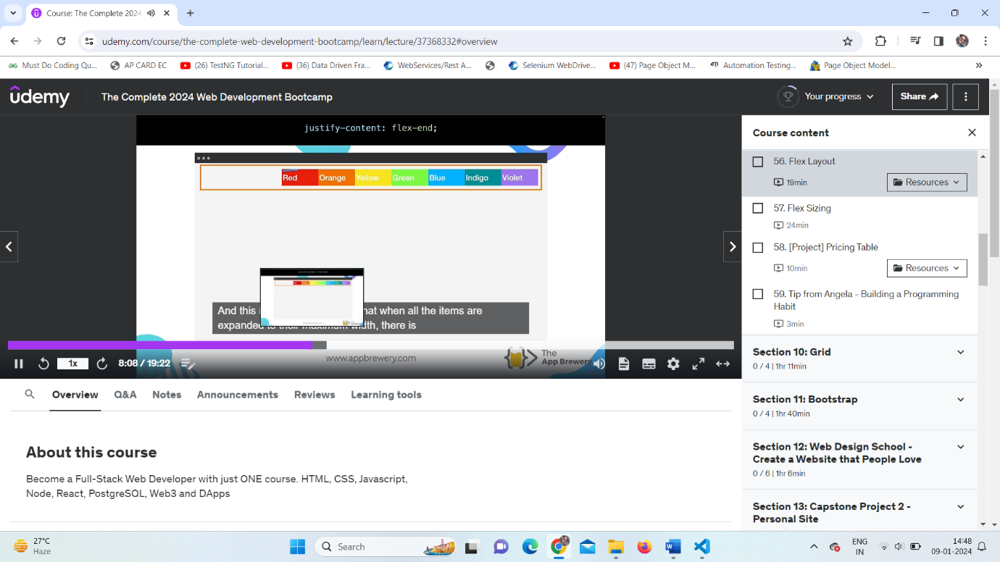 Course: The Complete 2024
udemy.com/course/the-complete-web-development-bootcamp/learn/lecture/37368332#overview
Must Do Coding Qu...
AP CARD EC
(26) TestNG Tutorial...
(36) Data Driven Fra...
WebServices/Rest A...
Selenium WebDrive...
(47) Page Object M...
Automation Testing...
Page Object Model...
»
udemy
The Complete 2024 Web Development Bootcamp
Your progress
Share
justify-content: flex-end;
Red
Orange
Yellow
Green
Blue
Indigo
Violet
And this i
hat when all the items are
expanded to their maximum width, there is
www.appbrewery.com
The
App Brewery
1x
8:08 / 19:22
Course content
56. Flex Layout
19min
Resources
57. Flex Sizing
24min
58. [Project] Pricing Table
10min
Resources
59. Tip from Angela - Building a Programming
Habit
3min
Section 10: Grid
0 / 4 | 1hr 11min
Section 11: Bootstrap
0 / 4 | 1hr 40min
Section 12: Web Design School -
Create a Website that People Love
0 / 6 | 1hr 6min
Section 13: Capstone Project 2 -
Personal Site
Overview
Q&A
Notes
Announcements
Reviews
Learning tools
About this course
Become a Full-Stack Web Developer with just ONE course. HTML, CSS, Javascript,
Node, React, PostgreSQL, Web3 and DApps
27°C
Haze
Search
ENG
IN
14:48
09-01-2024